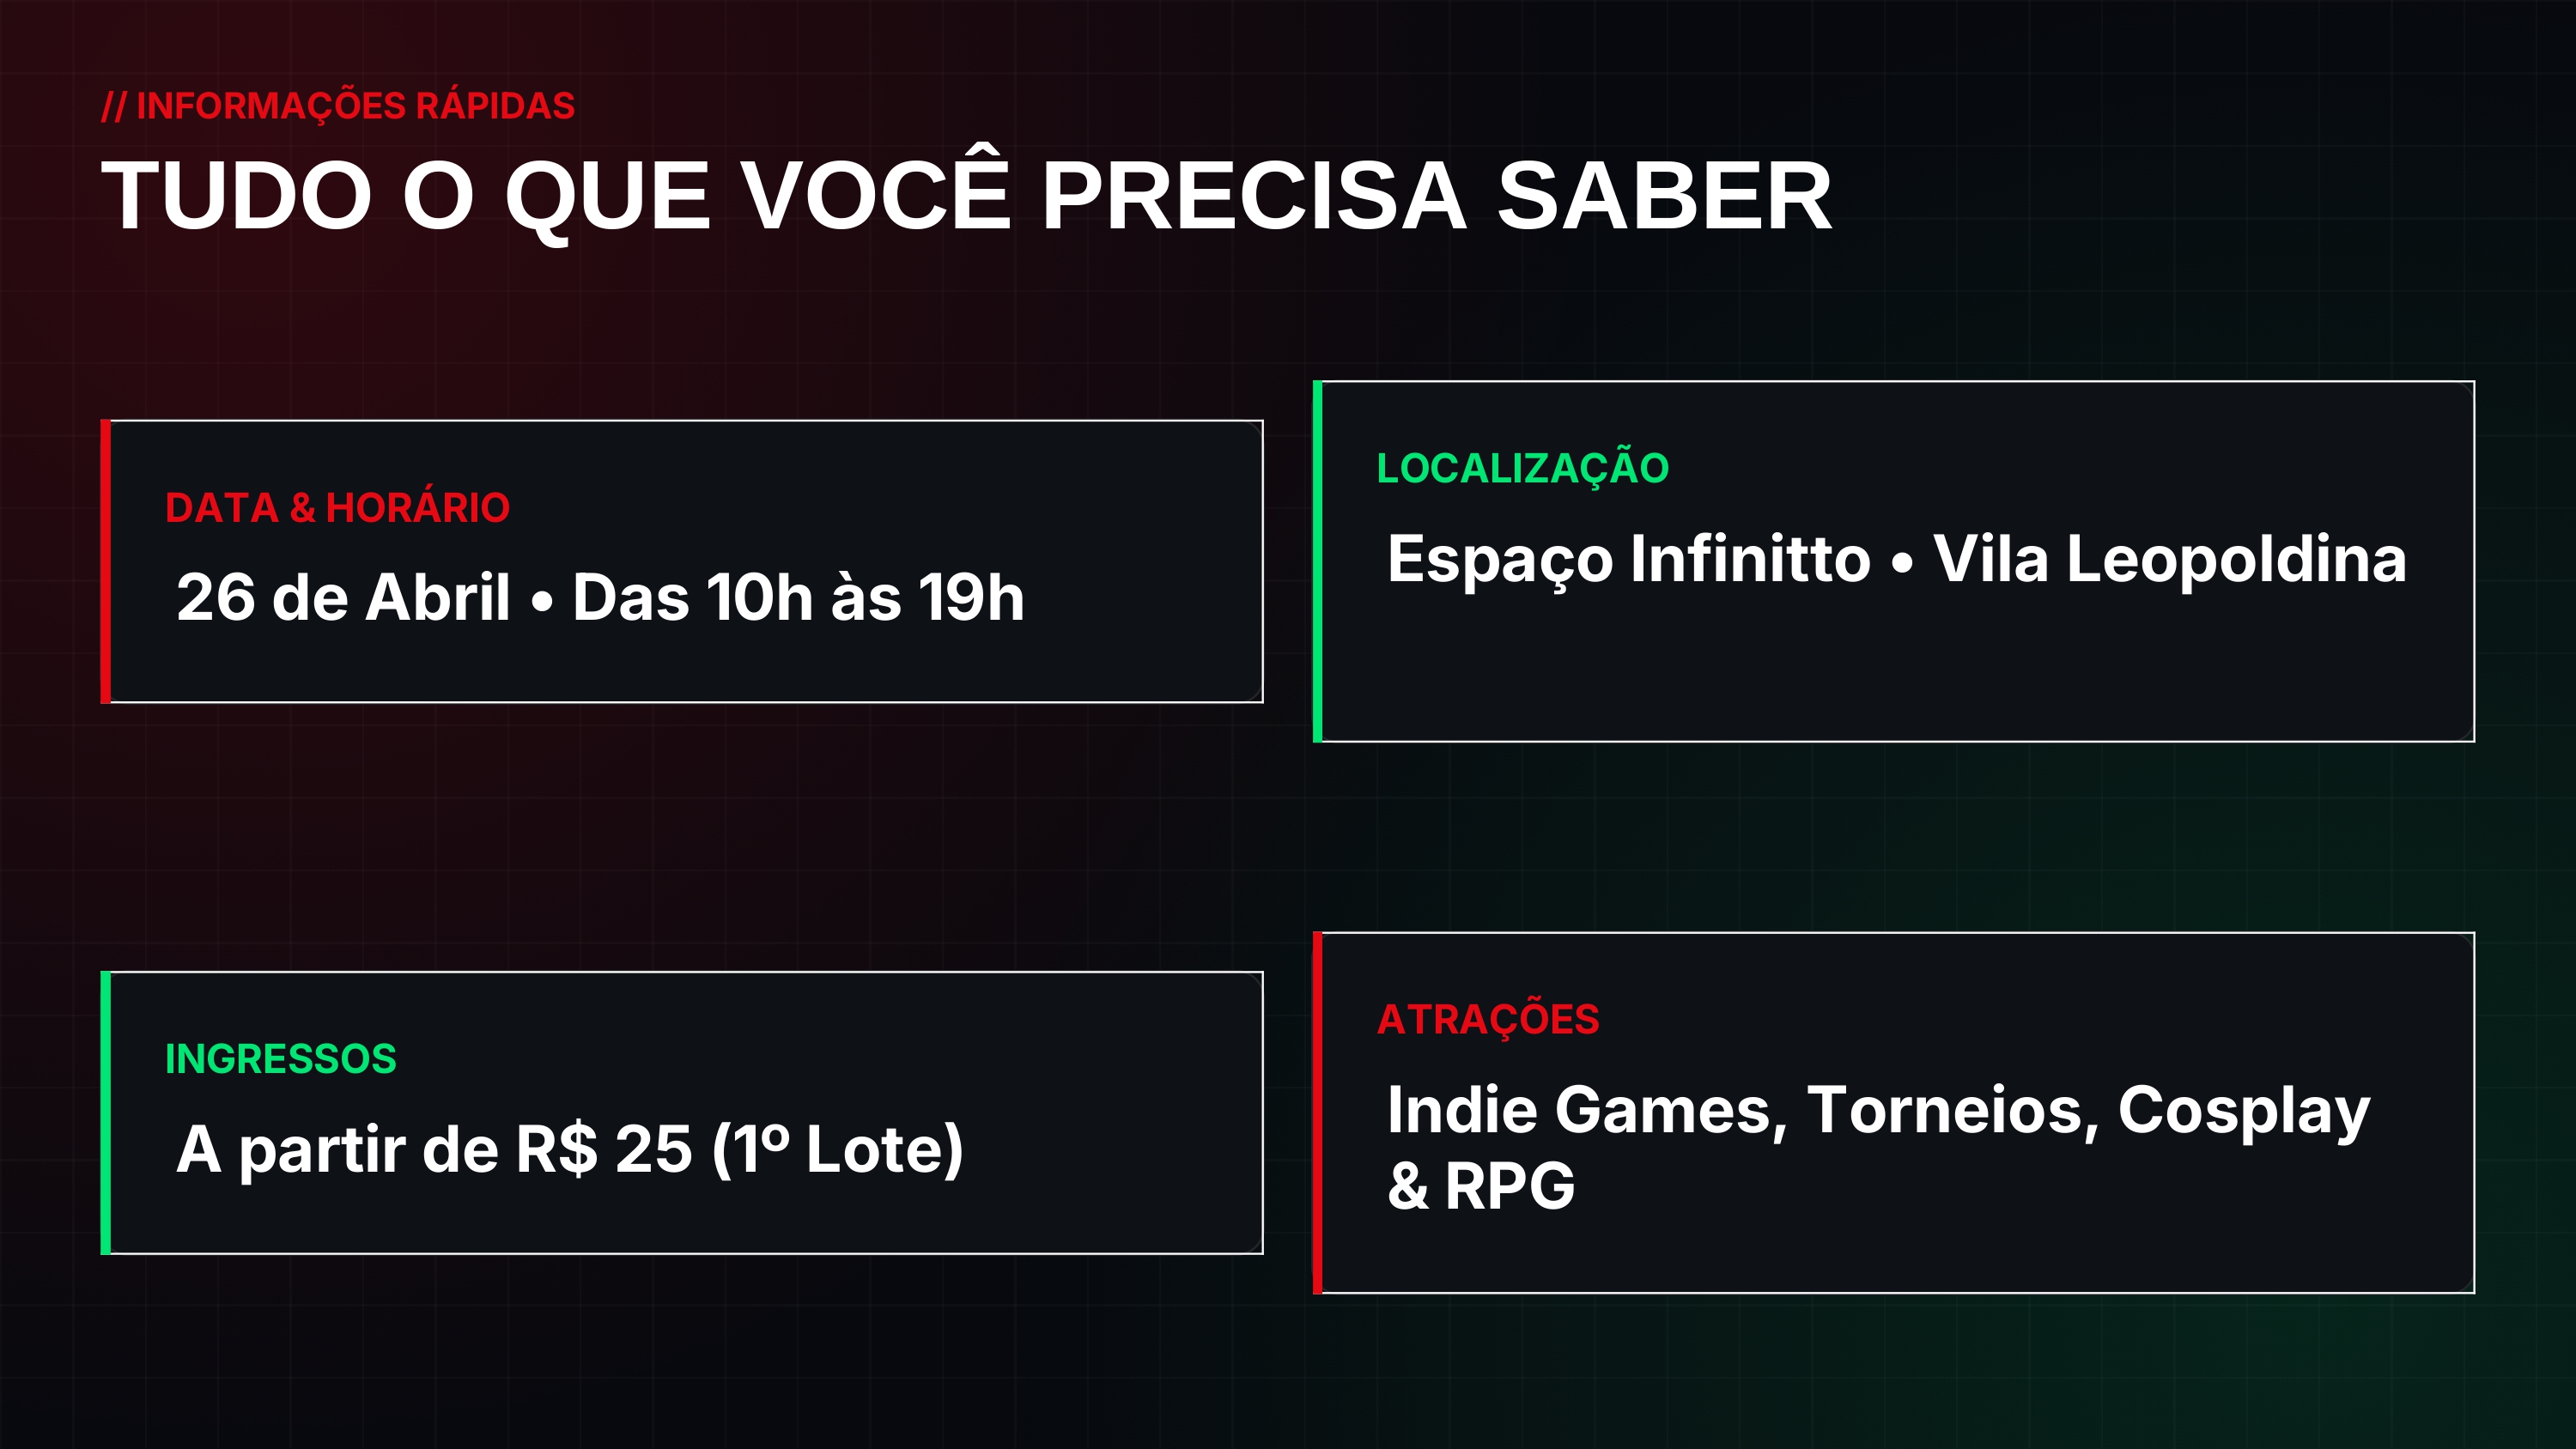 // INFORMAÇÕES RÁPIDAS
TUDO O QUE VOCÊ PRECISA SABER
DATA & HORÁRIO
26 de Abril • Das 10h às 19h
LOCALIZAÇÃO
Espaço Infinitto • Vila Leopoldina
INGRESSOS
A partir de R$ 25 (1º Lote)
ATRAÇÕES
Indie Games, Torneios, Cosplay
& RPG